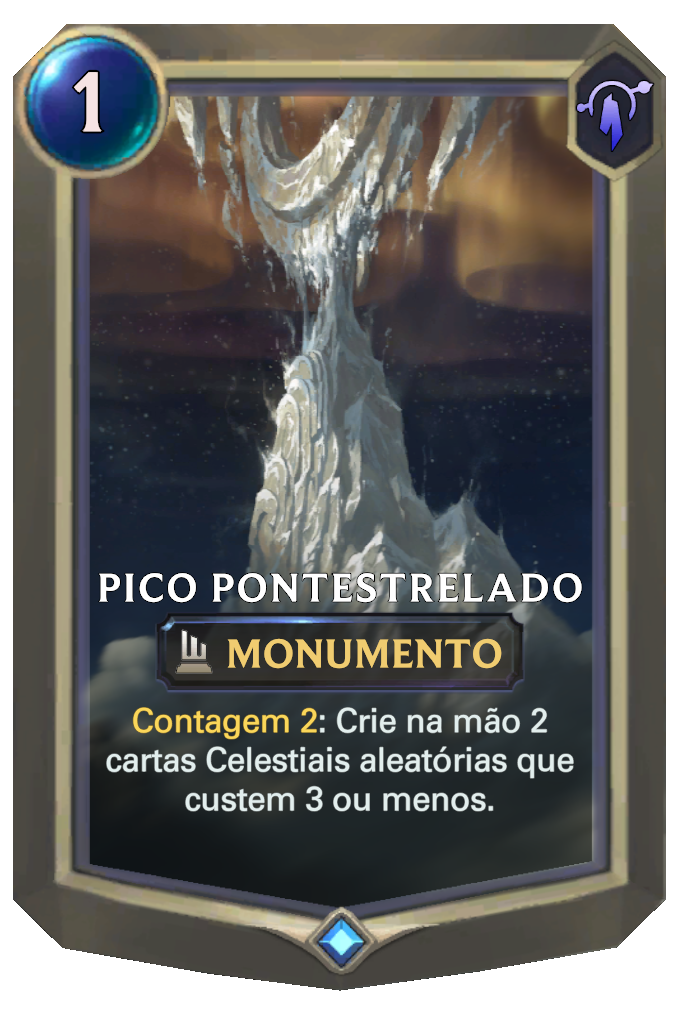 1
PICO PONTESTRELADO
MONUMENTO
Contagem 2: Crie na mão 2
cartas Celestiais aleatórias que
custem 3 ou menos.